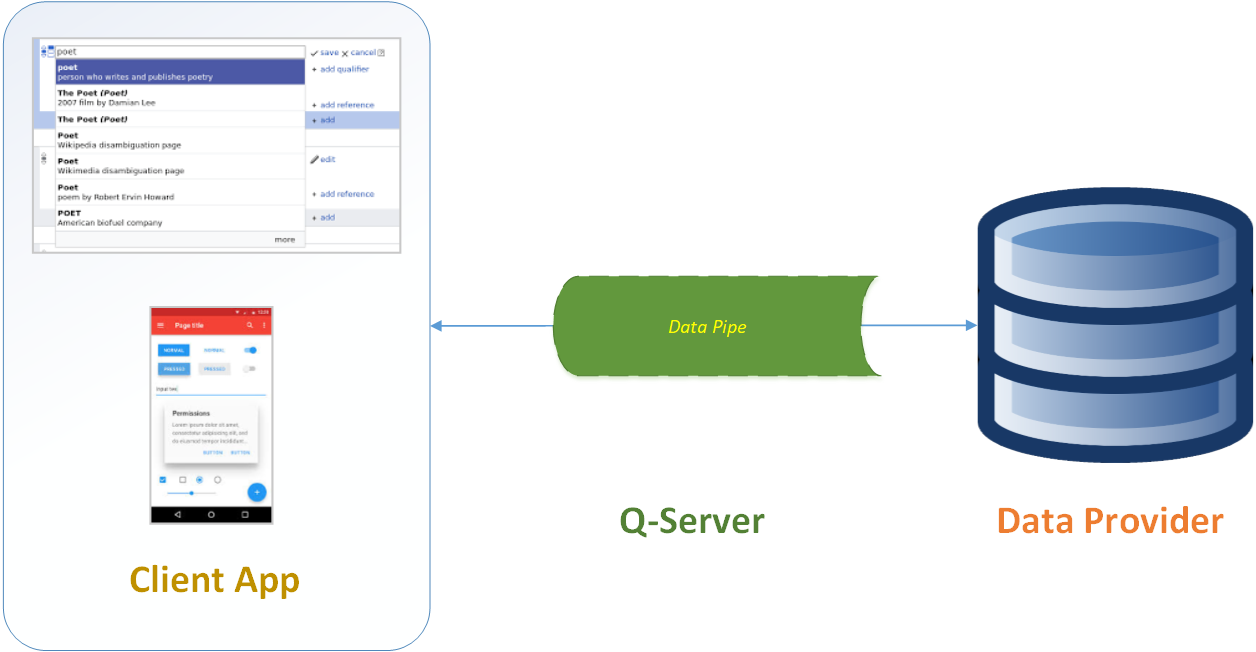 poet
save cancel
poet
person who writes and publishes poetry
+ add qualifier
The Poet (Poet)
2007 film by Damian Lee
+ add reference
The Poet (Poet)
+ add
Poet
Wikipedia disambiguation page
Poet
Wikimedia disambiguation page
edit
Poet
poem by Robert Ervin Howard
+ add reference
POET
American biofuel company
+ add
more
Page title
NORMAL NORMAL
PRESSED PRESSED
Input text
Permissions
Lorem ipsum dolor sit amet,
consectetur adipiscing elit, sed
do eiusmod tempor incididunt...
BUTTON BUTTON
+
Client App
Data Pipe
Q-Server
Data Provider